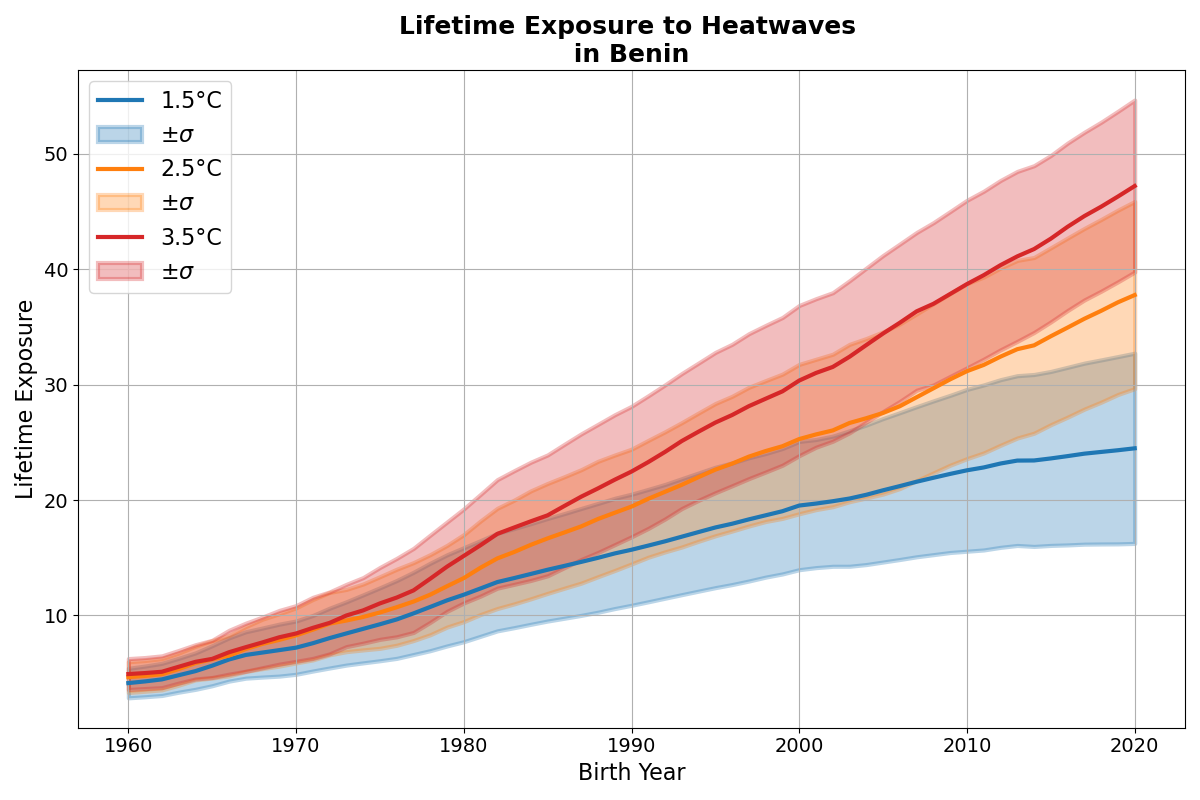 Lifetime Exposure to Heatwaves
in Benin
1.5°C
±σ
2.5°C
±σ
3.5°C
±σ
Lifetime Exposure
50
40
30
20
10
1960 1970 1980 1990 2000 2010 2020
Birth Year